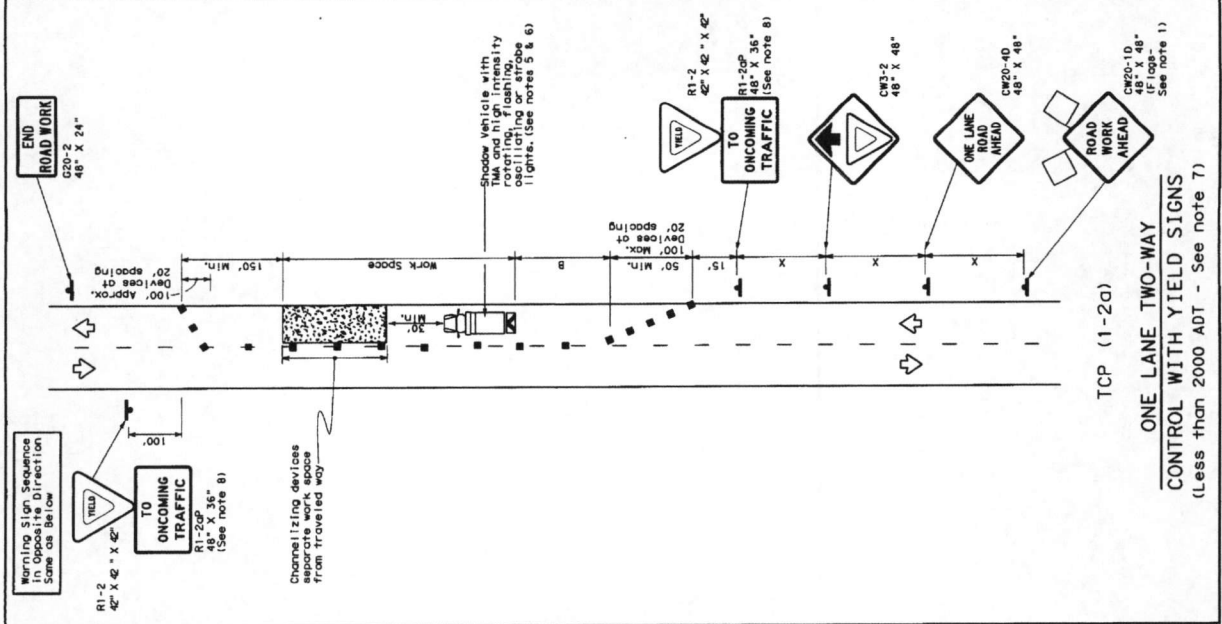 Warning Sign Sequence
in Opposite Direction
Same as Below
END
ROAD WORK
G20-2
48" X 24"
YIELD
R1-2
42" X 42" X 42"
TO
ONCOMING
TRAFFIC
R1-2aP
48" X 36"
(See note 8)
100'
100' Approx.
Devices at
20' spacing
150' Min.
Work Space
30'
Min.
Channelizing devices
separate work space
from traveled way
Shadow Vehicle with
TMA and high intensity
rotating, flashing,
oscillating or strobe
lights. (See notes 5 & 6)
B
50' Min.
100' Max.
Devices at
20' spacing
15'
X
X
X
YIELD
R1-2
42" X 42" X 42"
TO
ONCOMING
TRAFFIC
R1-2aP
48" X 36"
(See note 8)
CW3-2
48" X 48"
ONE LANE
ROAD
AHEAD
CW20-4D
48" X 48"
ROAD
WORK
AHEAD
CW20-1D
48" X 48"
(Flags-
See note 1)
TCP (1-2a)
ONE LANE TWO-WAY
CONTROL WITH YIELD SIGNS
(Less than 2000 ADT - See note 7)